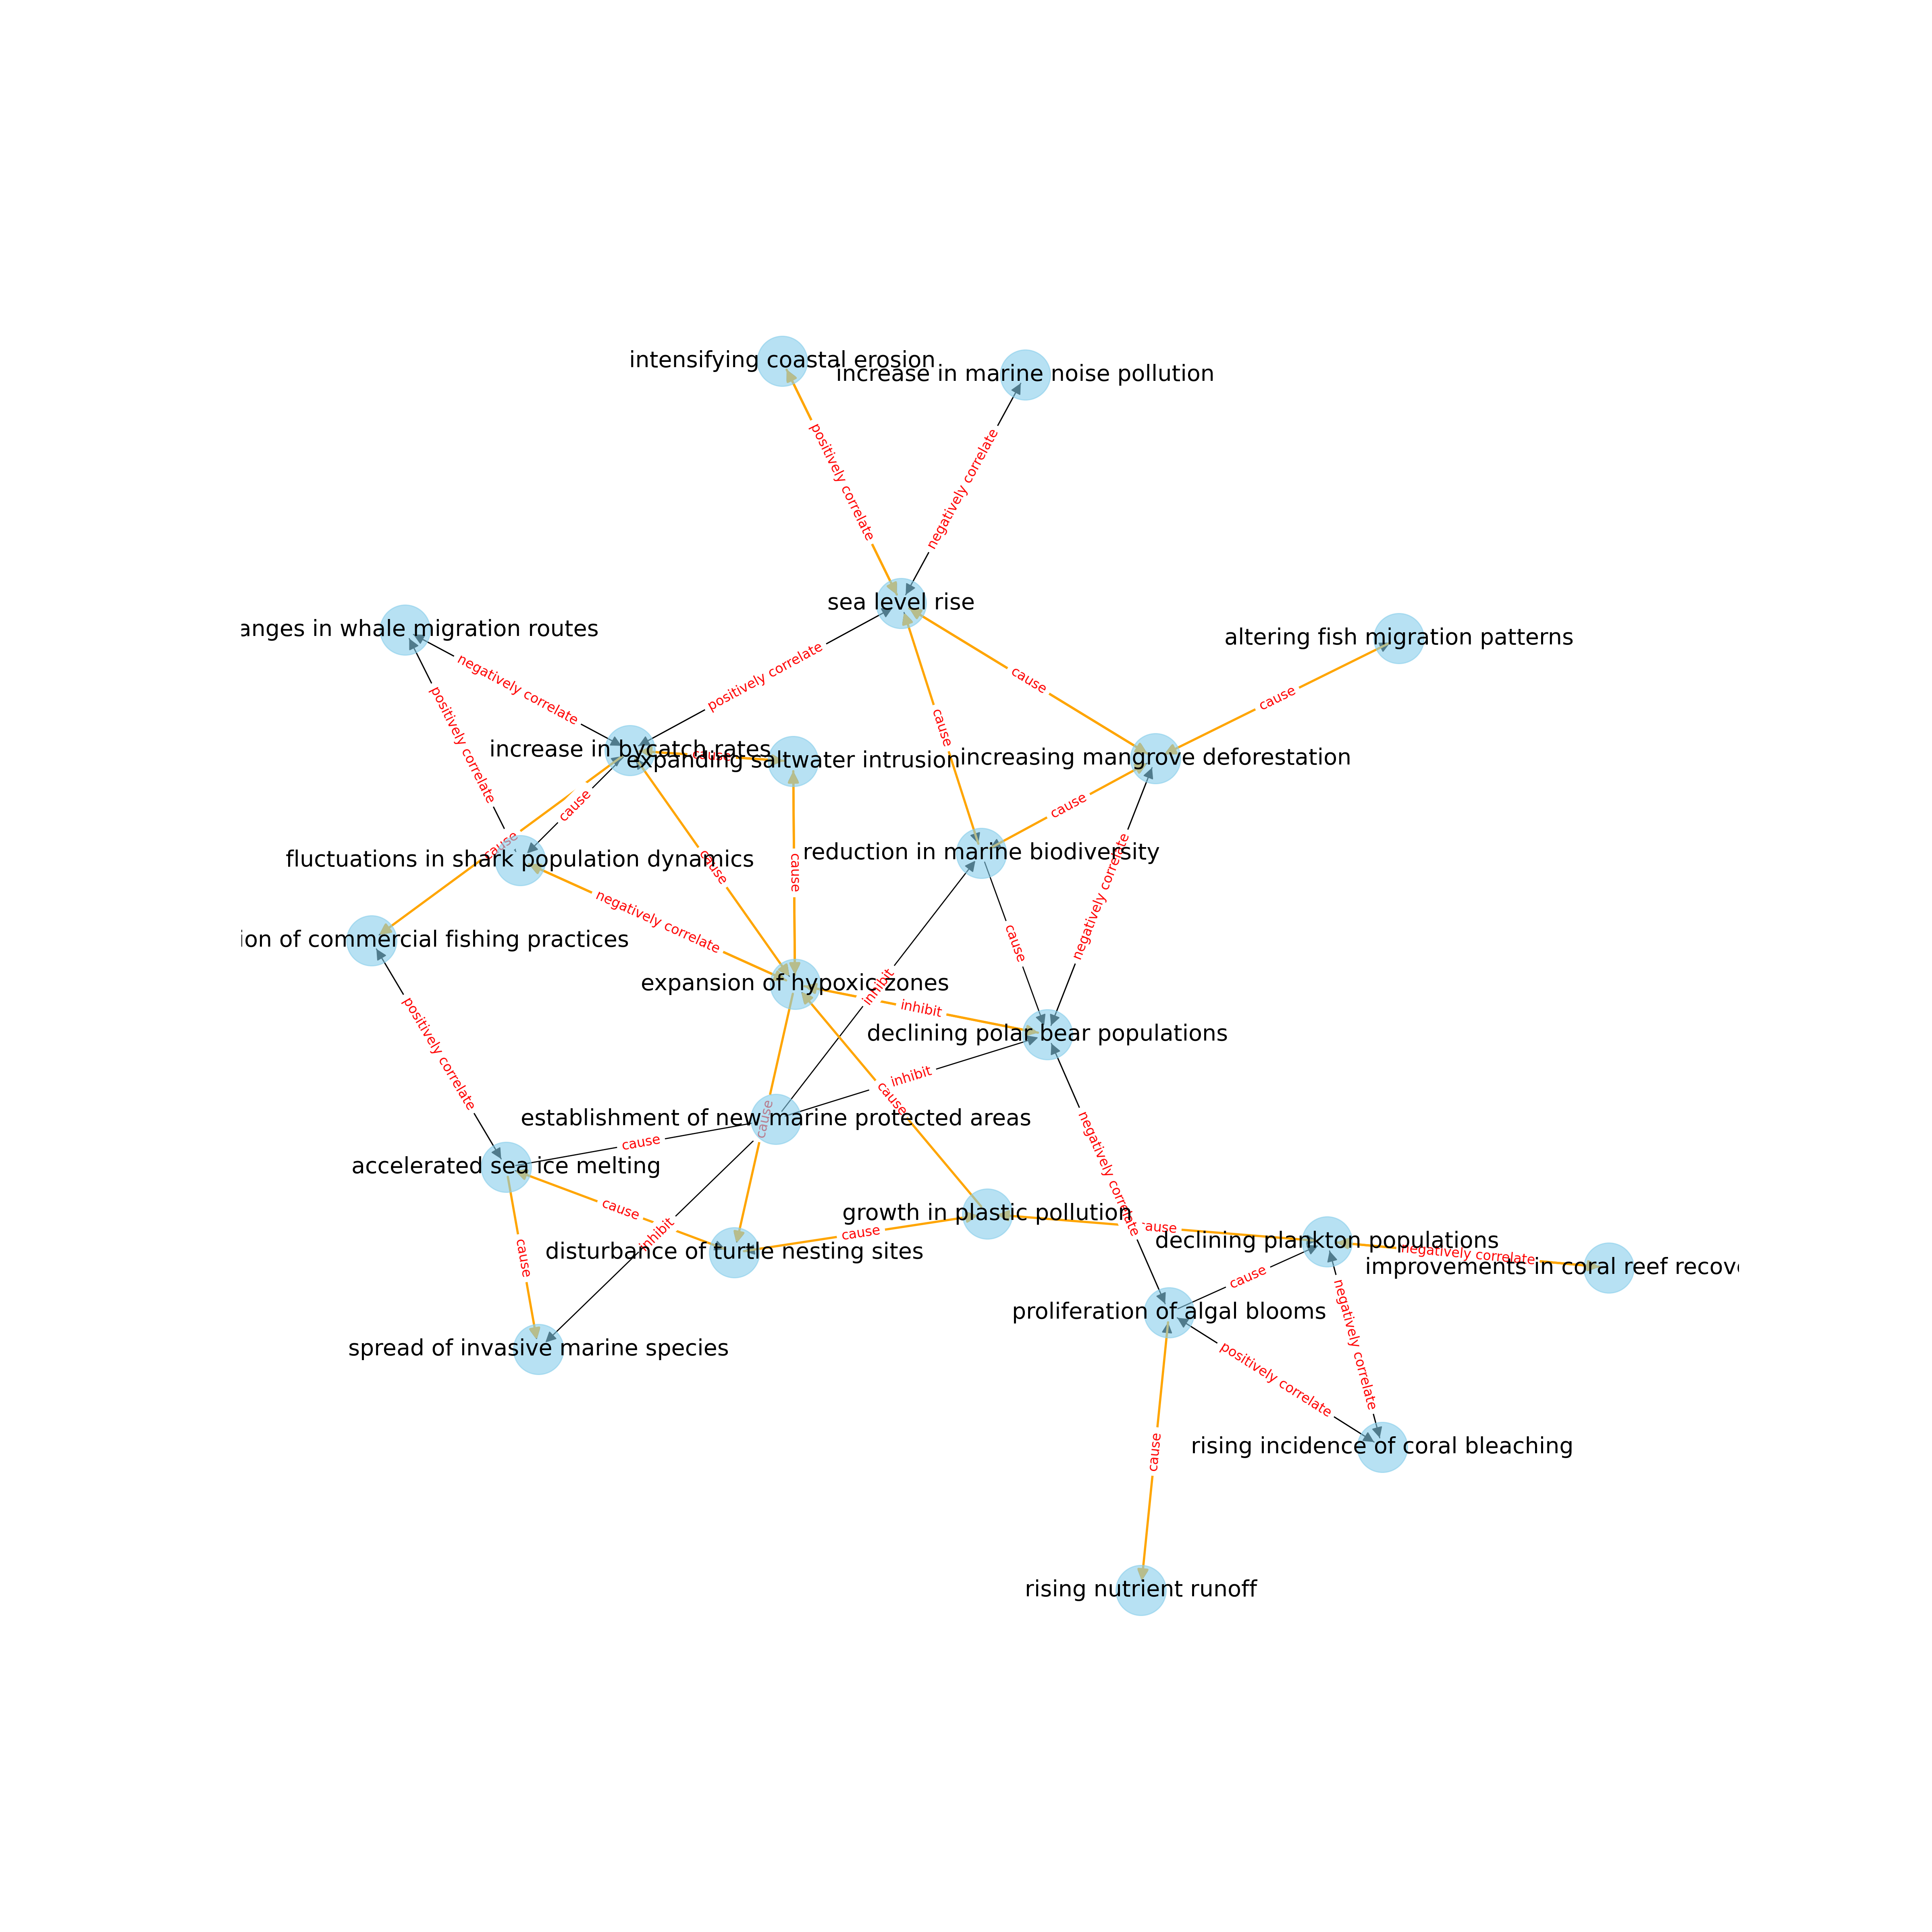 intensifying coastal erosion
increase in marine noise pollution
positively correlate
negatively correlate
sea level rise
anges in whale migration routes
altering fish migration patterns
negatively correlate
positively correlate
cause
cause
positively correlate
cause
increase in bycatch rates
cause
expanding saltwater intrusion
increasing mangrove deforestation
cause
cause
cause
fluctuations in shark population dynamics
cause
cause
reduction in marine biodiversity
negatively correlate
negatively correlate
cause
ion of commercial fishing practices
expansion of hypoxic zones
inhibit
inhibit
declining polar bear populations
positively correlate
inhibit
cause
establishment of new marine protected areas
cause
cause
negatively correlate
accelerated sea ice melting
cause
growth in plastic pollution
cause
inhibit
cause
cause
disturbance of turtle nesting sites
declining plankton populations
negatively correlate
improvements in coral reef recov
cause
proliferation of algal blooms
spread of invasive marine species
negatively correlate
positively correlate
rising incidence of coral bleaching
cause
rising nutrient runoff